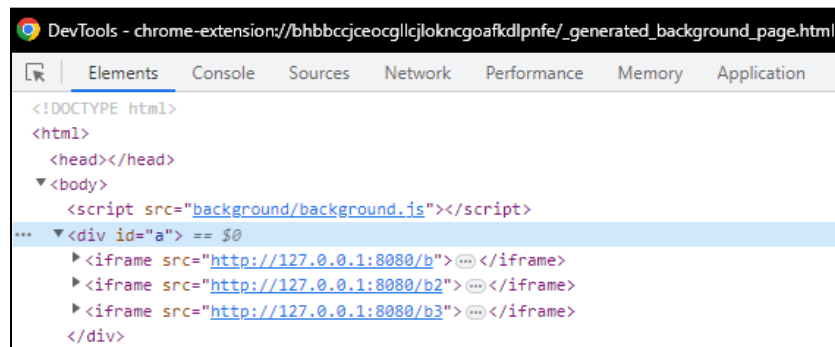 DevTools - chrome-extension://bhbbccjceocgllcjlokncgoafkdlpnfe/_generated_background_page.html
Elements Console Sources Network Performance Memory Application
<!DOCTYPE html>
<html>
<head></head>
▼<body>
<script src="background/background.js"></script>
••• ▼<div id="a"> == $0
▶<iframe src="http://127.0.0.1:8080/b">…</iframe>
▶<iframe src="http://127.0.0.1:8080/b2">…</iframe>
▶<iframe src="http://127.0.0.1:8080/b3">…</iframe>
</div>